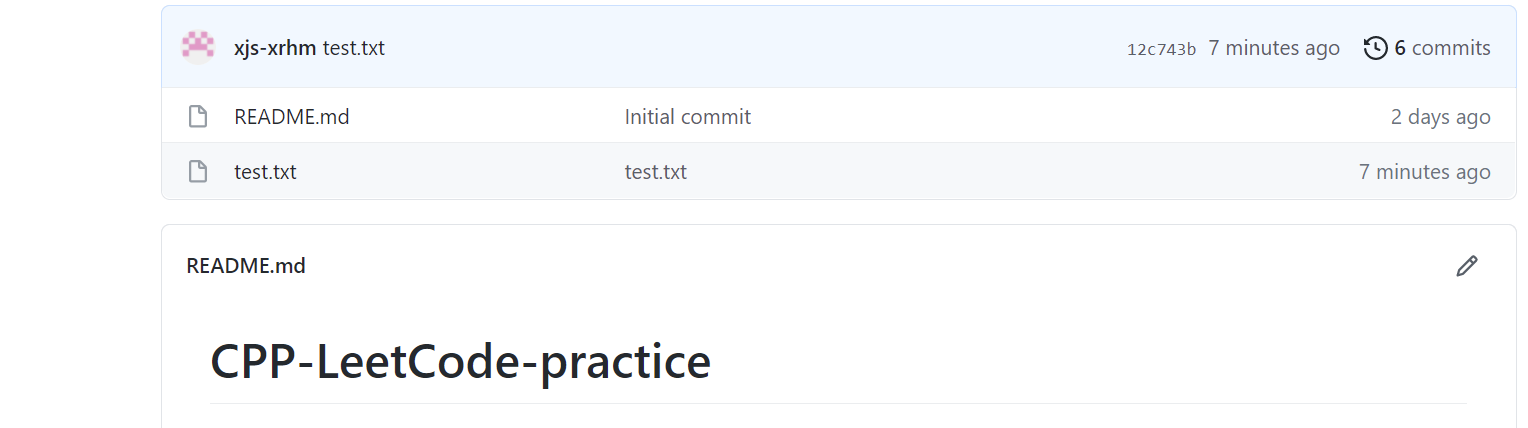 xjs-xrhm test.txt 12c743b 7 minutes ago 6 commits
README.md Initial commit 2 days ago
test.txt test.txt 7 minutes ago
README.md
CPP-LeetCode-practice